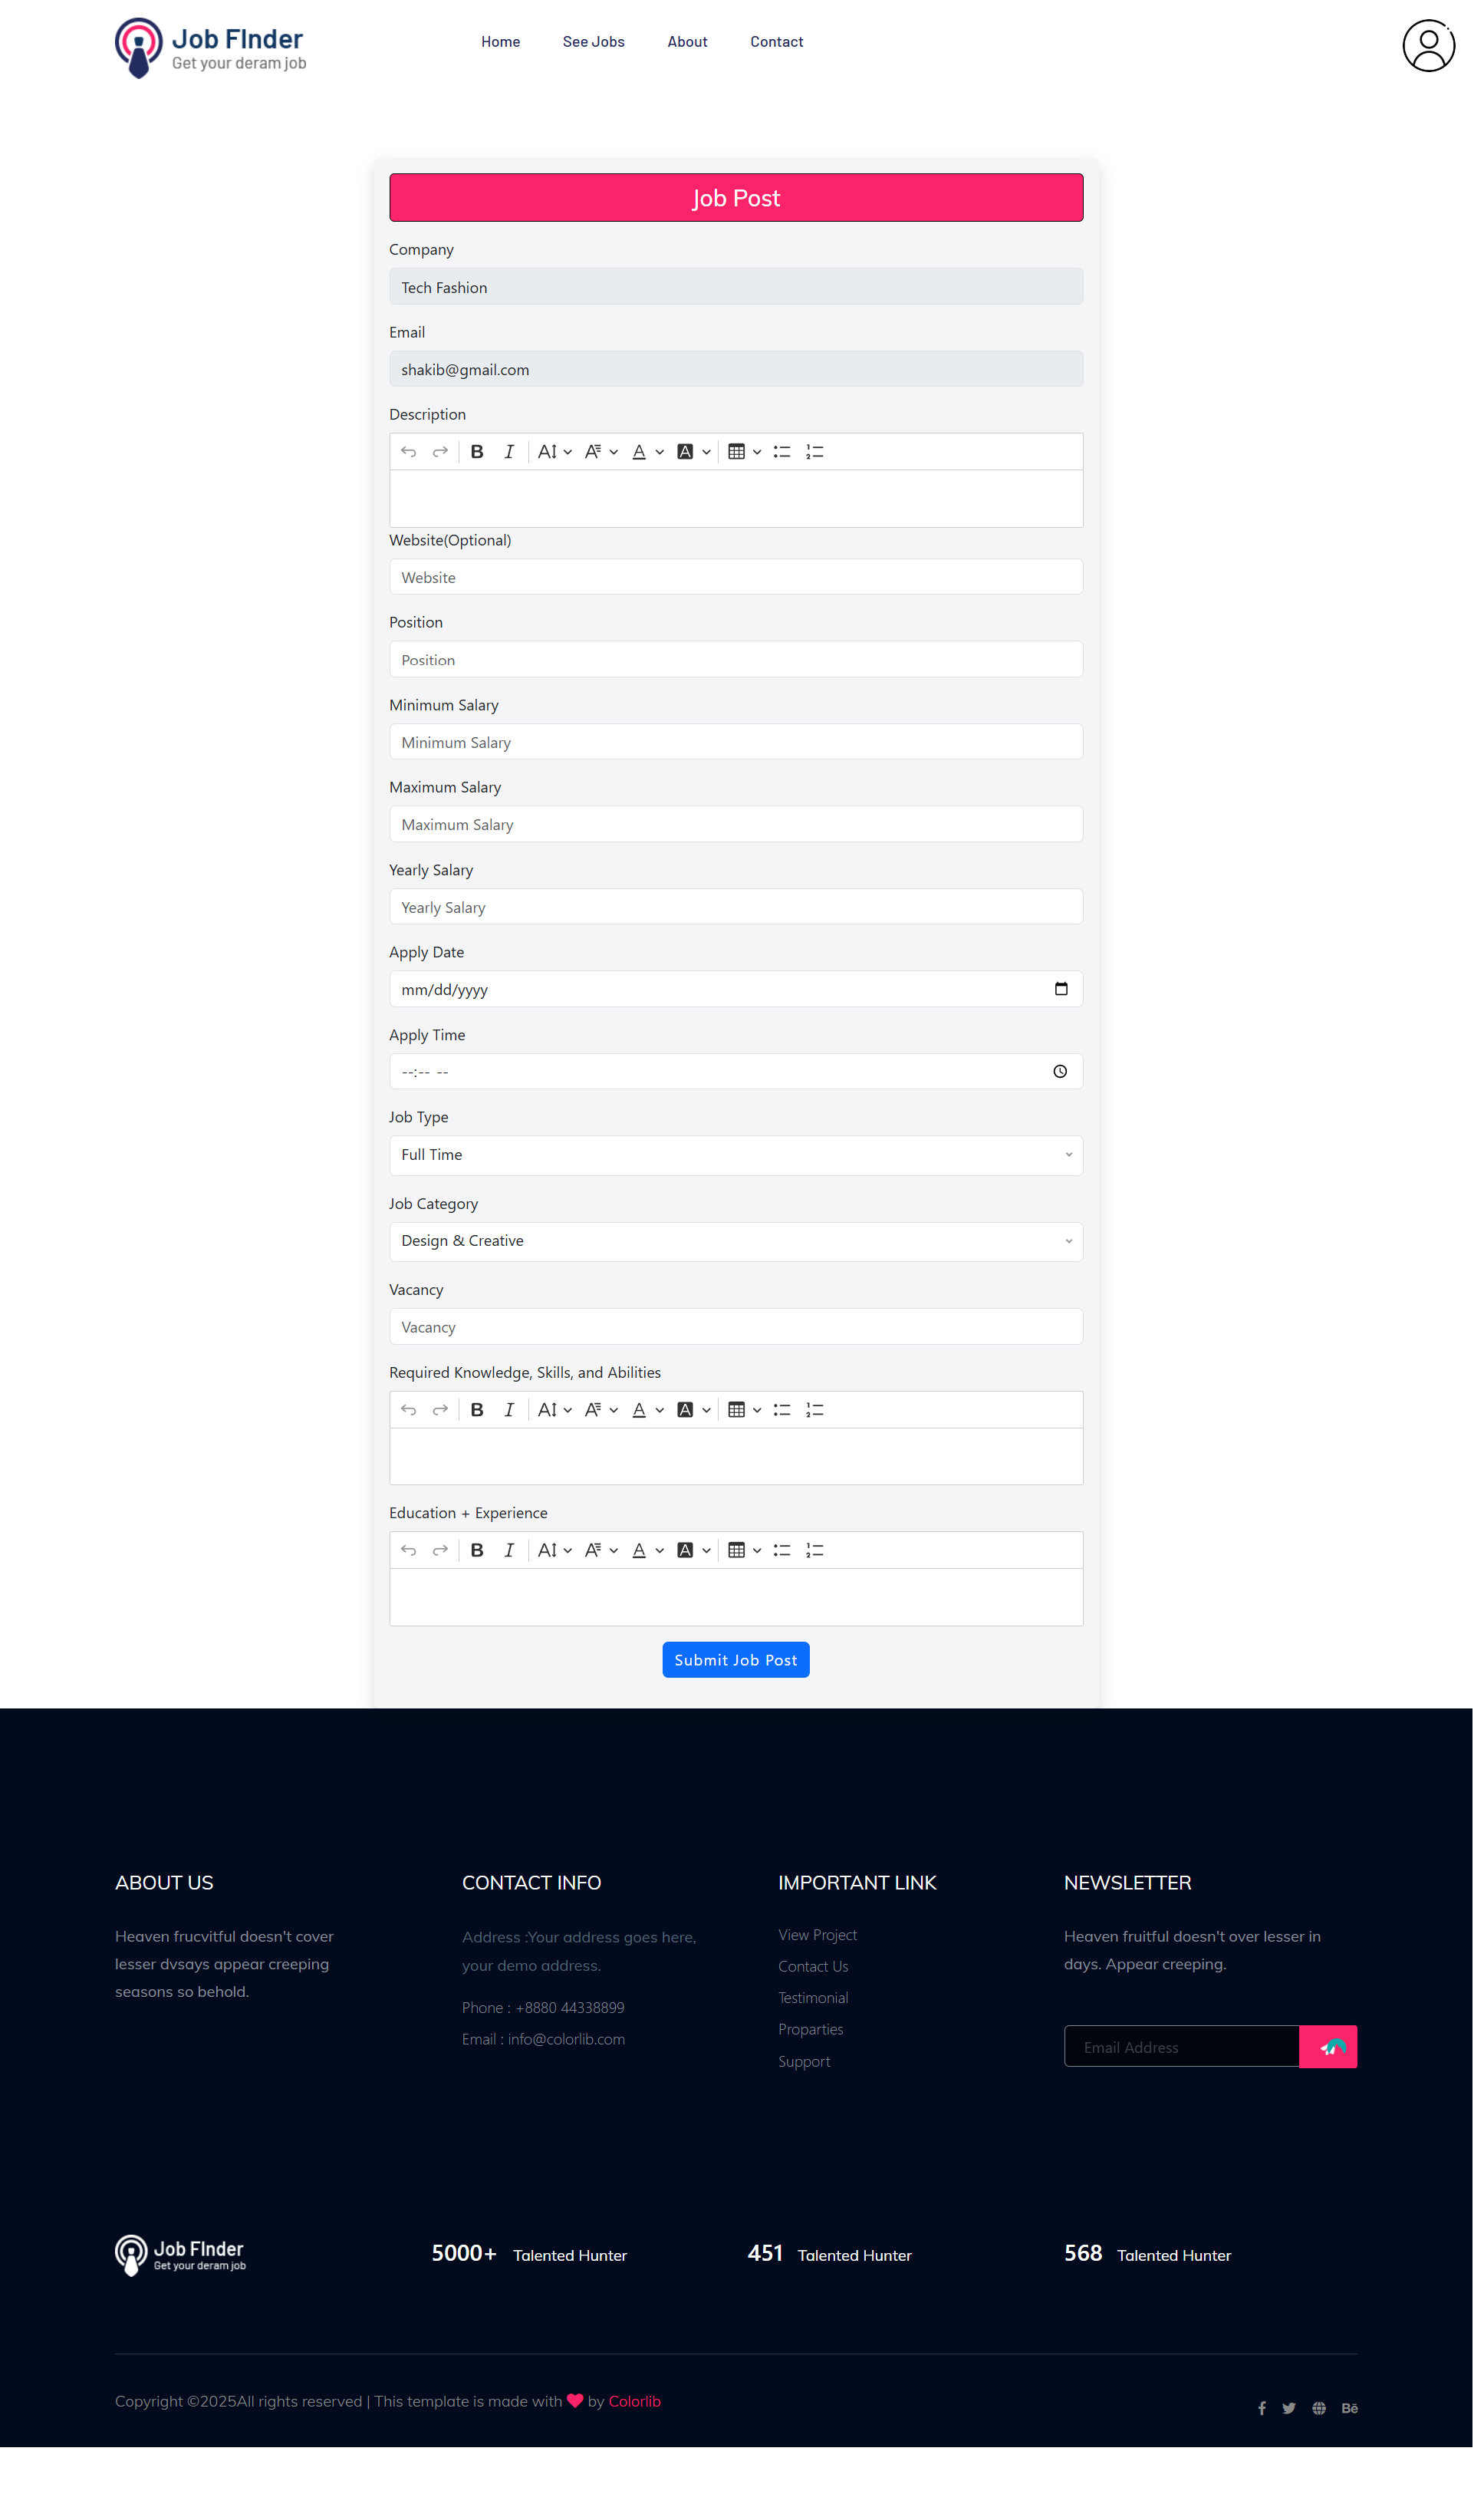 Job FInder
Get your deram job
Home
See Jobs
About
Contact
Job Post
Company
Tech Fashion
Email
shakib@gmail.com
Description
Website(Optional)
Website
Position
Position
Minimum Salary
Minimum Salary
Maximum Salary
Maximum Salary
Yearly Salary
Yearly Salary
Apply Date
mm/dd/yyyy
Apply Time
--:-- --
Job Type
Full Time
Job Category
Design & Creative
Vacancy
Vacancy
Required Knowledge, Skills, and Abilities
Education + Experience
Submit Job Post
ABOUT US
Heaven frucvitful doesn't cover
lesser dvsays appear creeping
seasons so behold.
CONTACT INFO
Address :Your address goes here,
your demo address.
Phone : +8880 44338899
Email : info@colorlib.com
IMPORTANT LINK
View Project
Contact Us
Testimonial
Proparties
Support
NEWSLETTER
Heaven fruitful doesn't over lesser in
days. Appear creeping.
Email Address
Job FInder
Get your deram job
5000+ Talented Hunter
451 Talented Hunter
568 Talented Hunter
Copyright ©2025All rights reserved | This template is made with ♥ by Colorlib
Bē